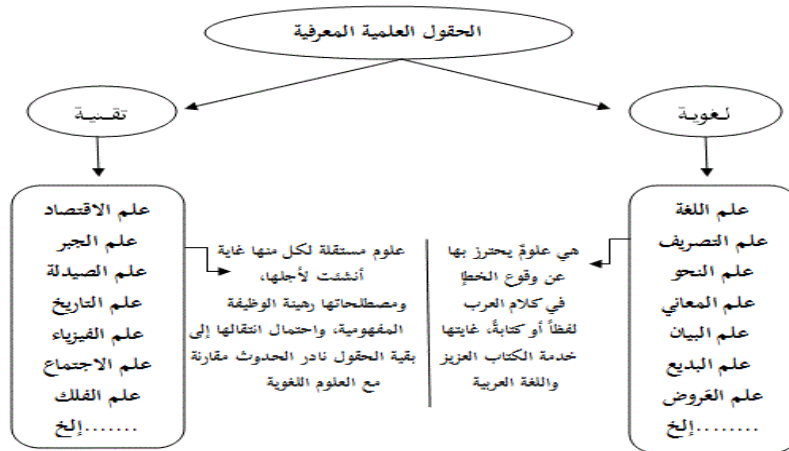 الحقول العلمية المعرفية
لـغويـة
تقـنيـة
علم اللغة
علم التصريف
علم النحو
علم المعاني
علم البيان
علم البديع
علم العَروض
........إلخ
هي علومٌ يحترز بها
عن وقوع الخطإ
في كلام العرب
لفظاً أو كتابةً، غايتها
خدمة الكتاب العزيز
واللغة العربية
علوم مستقلة لكل منها غاية
أنشئت لأجلها،
ومصطلحاتها رهينة الوظيفة
المفهومية، واحتمال انتقالها إلى
بقية الحقول نادر الحدوث مقارنة
مع العلوم اللغوية
علم الاقتصاد
علم الجبر
علم الصيدلة
علم التاريخ
علم الفيزياء
علم الاجتماع
علم الفلك
.......إلخ